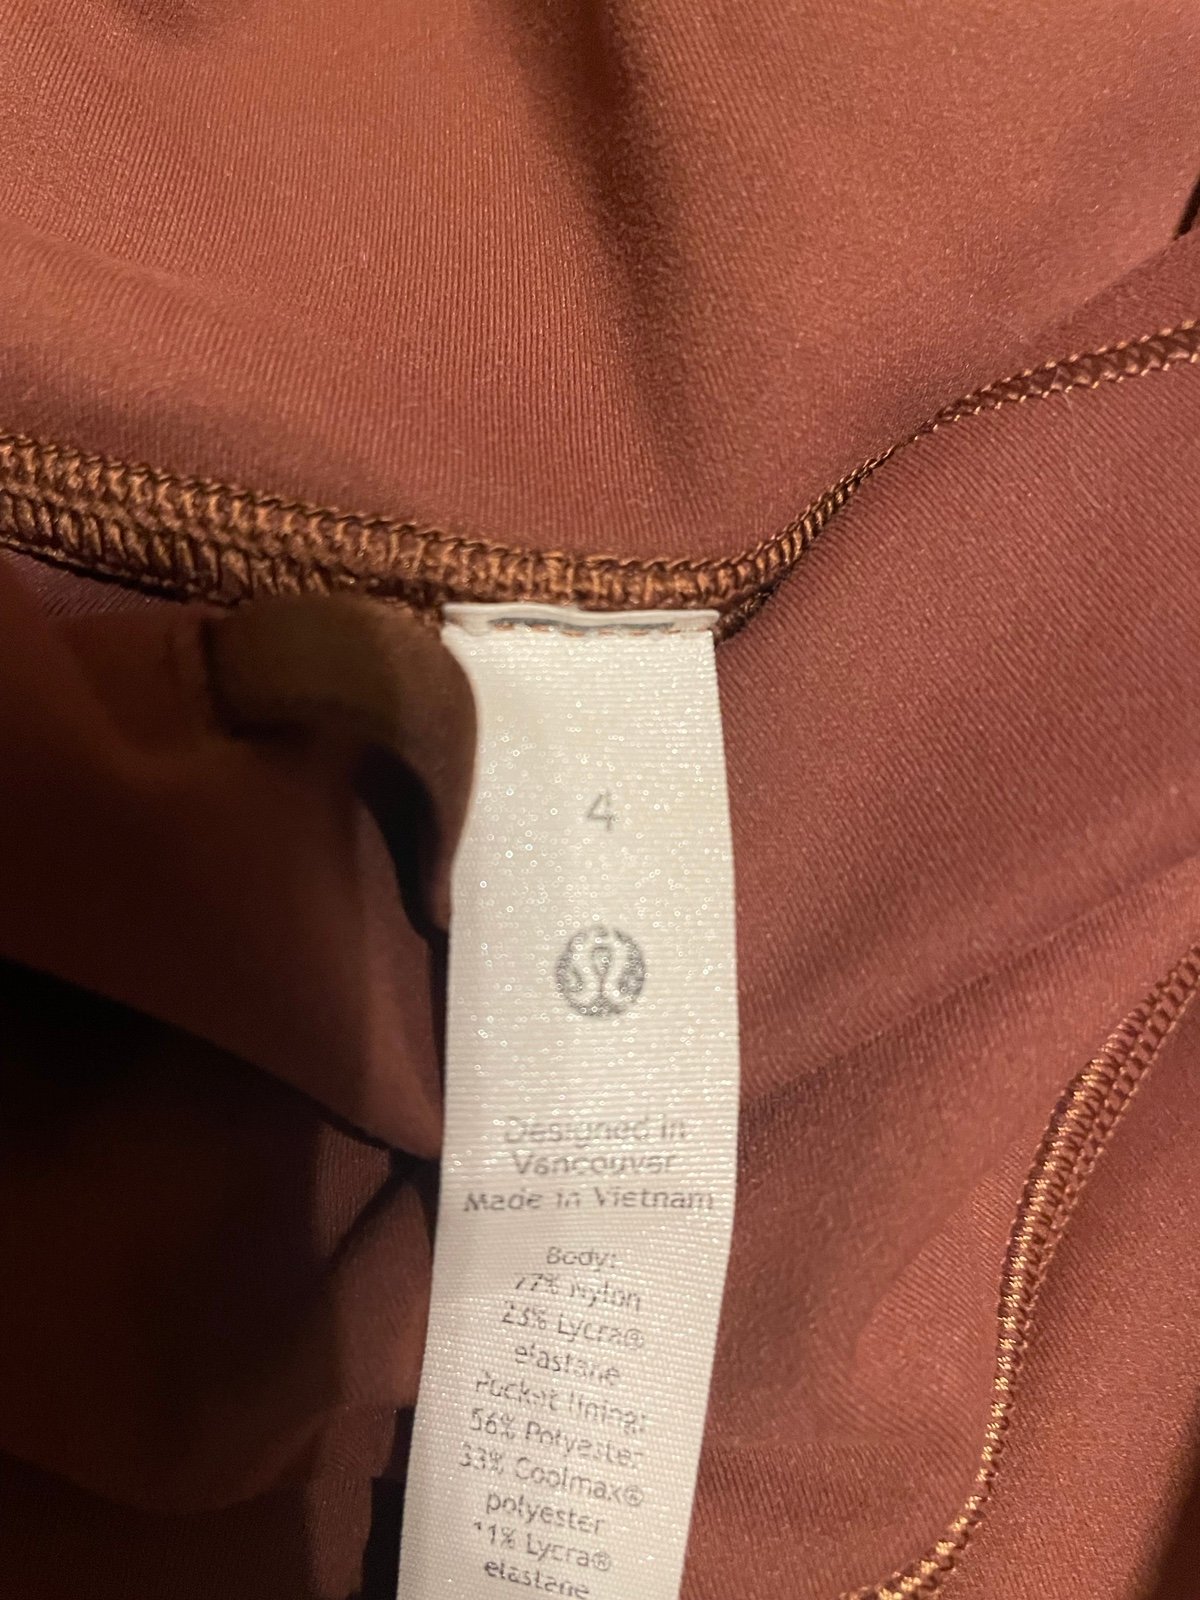 4
Designed in
Vancouver
Made in Vietnam
Body:
77% Nylon
23% Lycra®
elastane
Pocket lining:
56% Polyester
33% Coolmax®
polyester
11% Lycra®
elastane